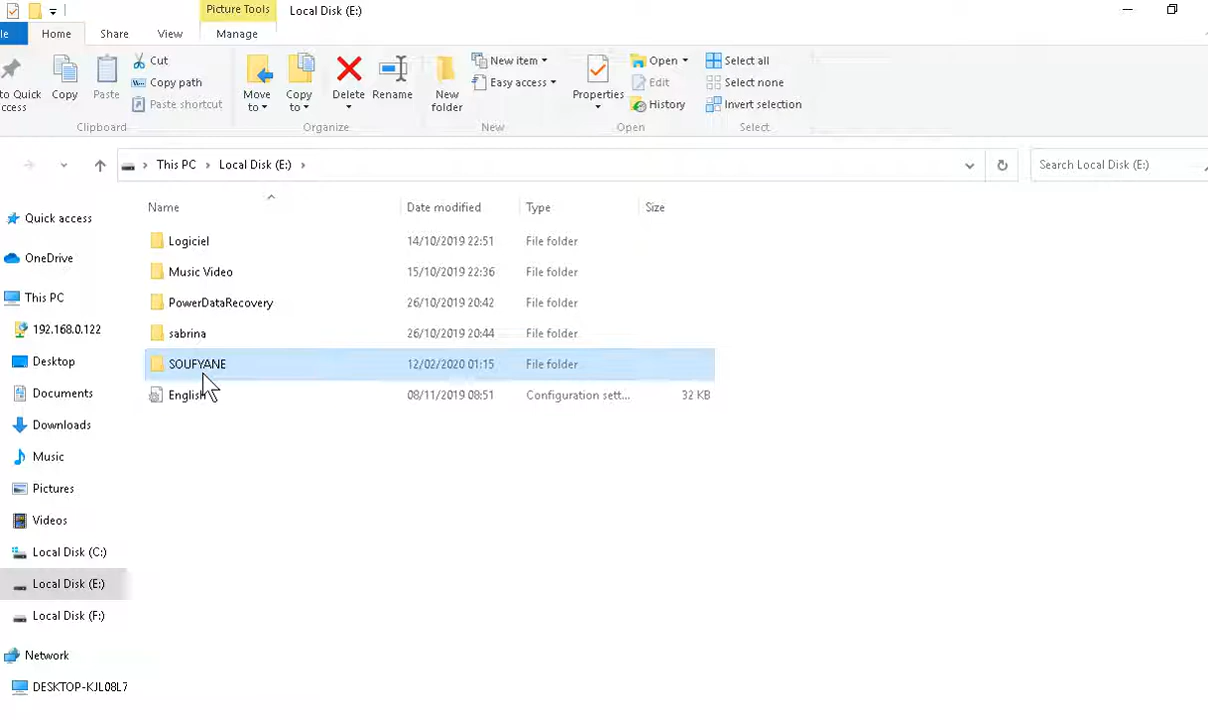 Picture Tools Local Disk (E:)
le Home Share View Manage
to Quick access
Copy
Paste
Cut
Copy path
Paste shortcut
Clipboard
Move to
Copy to
Delete
Rename
Organize
New folder
New item
Easy access
New
Properties
Open
Edit
History
Open
Select all
Select none
Invert selection
Select
This PC Local Disk (E:)
Search Local Disk (E:)
Quick access
OneDrive
This PC
192.168.0.122
Desktop
Documents
Downloads
Music
Pictures
Videos
Local Disk (C:)
Local Disk (E:)
Local Disk (F:)
Network
DESKTOP-KJL08L7
Name Date modified Type Size
Logiciel 14/10/2019 22:51 File folder
Music Video 15/10/2019 22:36 File folder
PowerDataRecovery 26/10/2019 20:42 File folder
sabrina 26/10/2019 20:44 File folder
SOUFYANE 12/02/2020 01:15 File folder
English 08/11/2019 08:51 Configuration sett... 32 KB